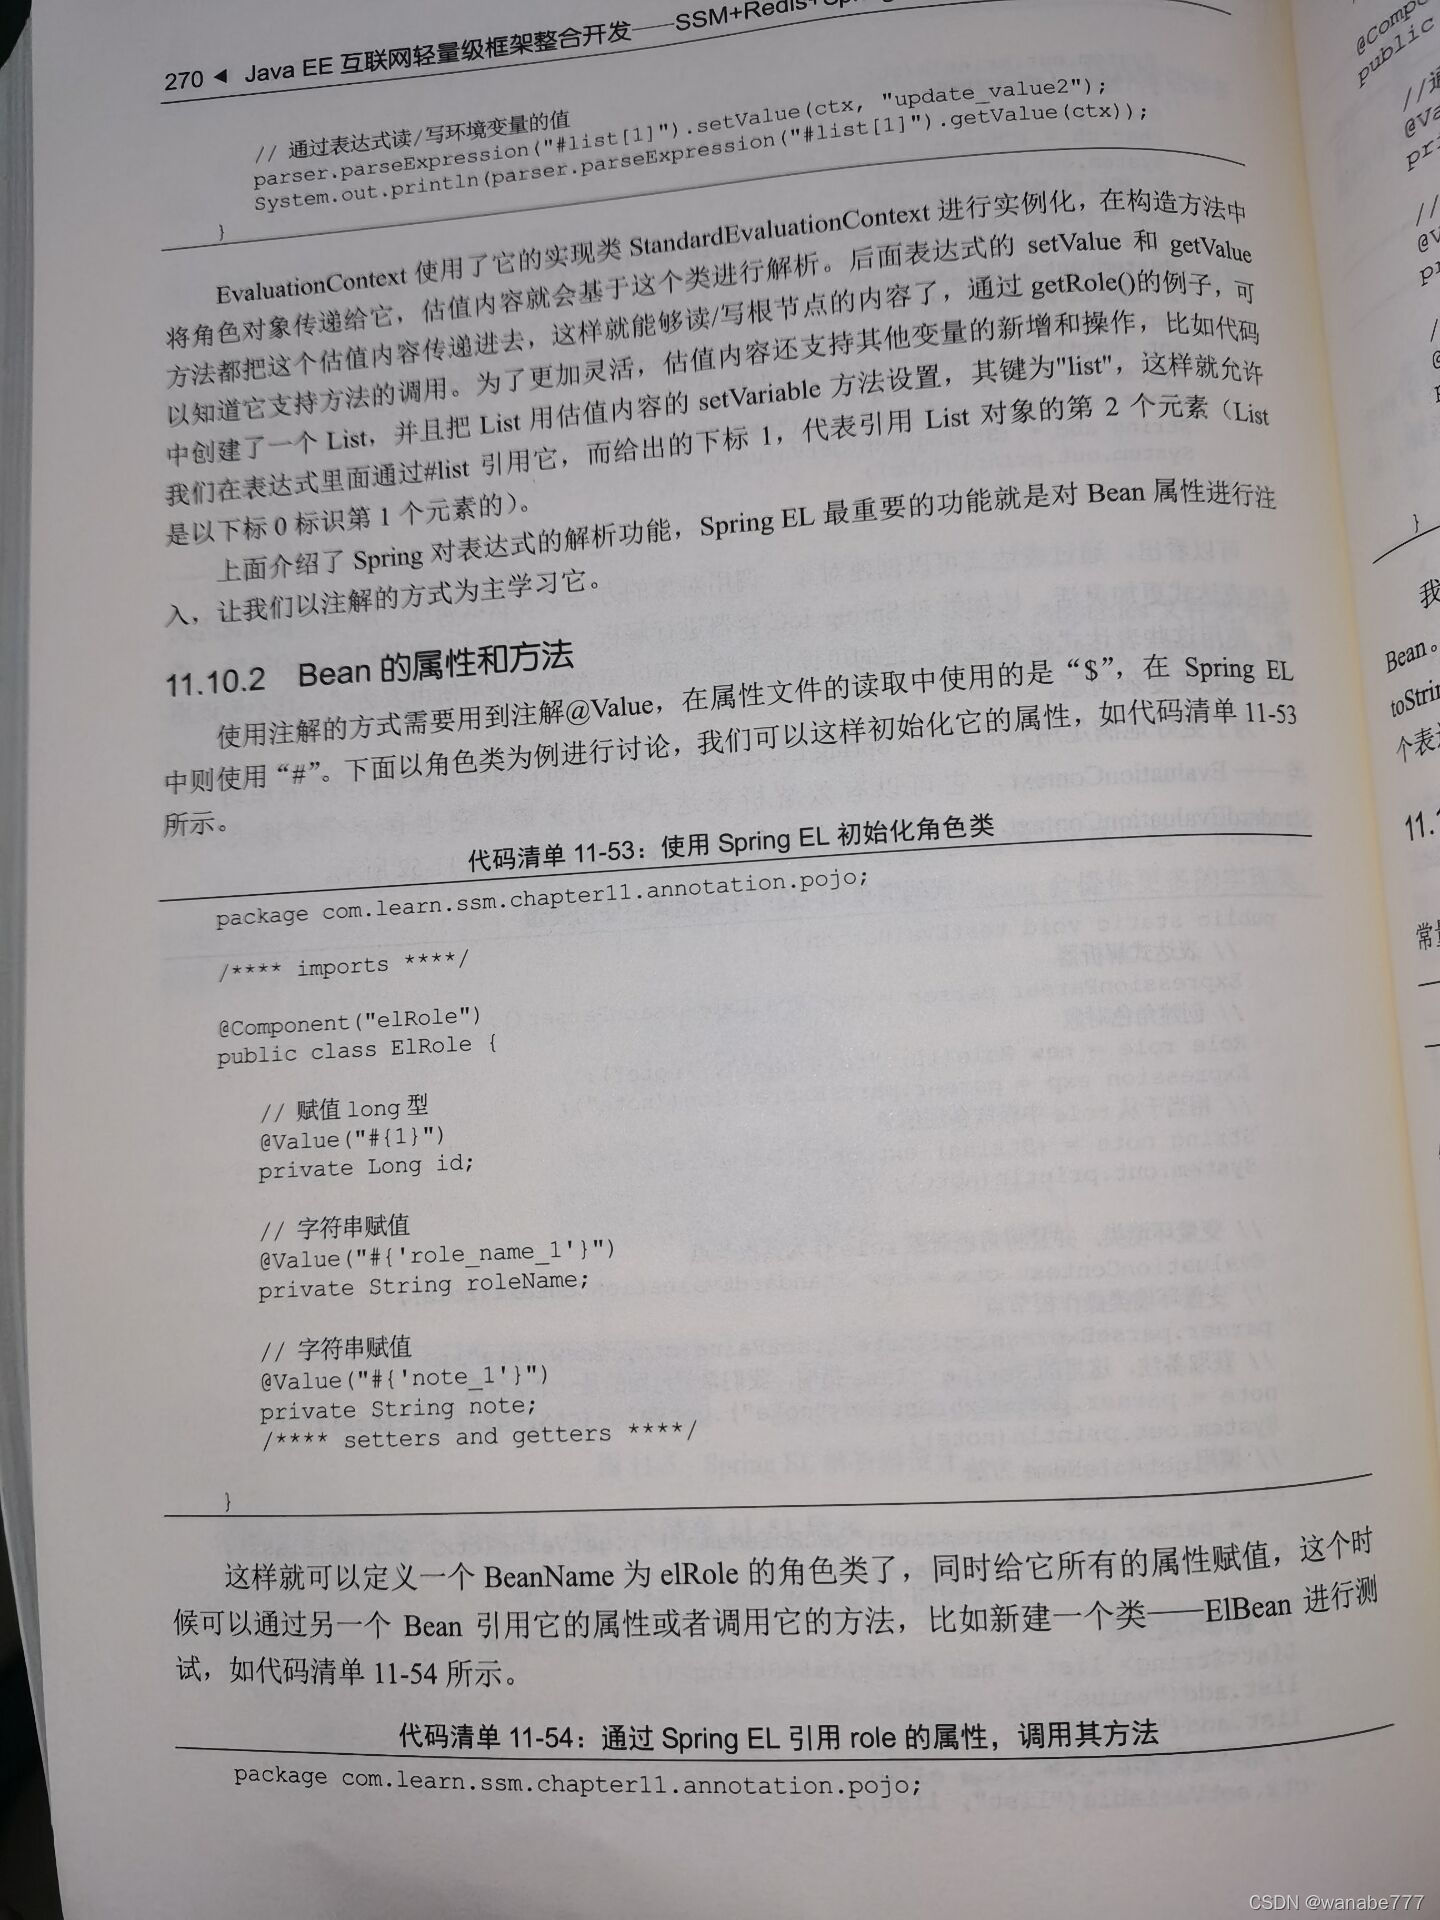 270 ◄ Java EE 互联网轻量级框架整合开发——SSM+Redis+
// 通过表达式读/写环境变量的值
parser.parseExpression("#list[1]").setValue(ctx, "update_value2");
System.out.println(parser.parseExpression("#list[1]").getValue(ctx));
}
EvaluationContext 使用了它的实现类 StandardEvaluationContext 进行实例化，在构造方法中
将角色对象传递给它，估值内容就会基于这个类进行解析。后面表达式的 setValue 和 getValue
方法都把这个估值内容传递进去，这样就能够读/写根节点的内容了，通过 getRole()的例子，可
以知道它支持方法的调用。为了更加灵活，估值内容还支持其他变量的新增和操作，比如代码
中创建了一个 List，并且把 List 用估值内容的 setVariable 方法设置，其键为"list"，这样就允许
我们在表达式里面通过#list 引用它，而给出的下标 1，代表引用 List 对象的第 2 个元素（List
是以下标 0 标识第 1 个元素的）。
上面介绍了 Spring 对表达式的解析功能，Spring EL 最重要的功能就是对 Bean 属性进行注
入，让我们以注解的方式为主学习它。
11.10.2 Bean 的属性和方法
使用注解的方式需要用到注解@Value，在属性文件的读取中使用的是“$”，在 Spring EL
中则使用“#”。下面以角色类为例进行讨论，我们可以这样初始化它的属性，如代码清单 11-53
所示。
代码清单 11-53：使用 Spring EL 初始化角色类
package com.learn.ssm.chapter11.annotation.pojo;
/**** imports ****/
@Component("elRole")
public class ElRole {
// 赋值 long 型
@Value("#{1}")
private Long id;
// 字符串赋值
@Value("#{'role_name_1'}")
private String roleName;
// 字符串赋值
@Value("#{'note_1'}")
private String note;
/**** setters and getters ****/
}
这样就可以定义一个 BeanName 为 elRole 的角色类了，同时给它所有的属性赋值，这个时
候可以通过另一个 Bean 引用它的属性或者调用它的方法，比如新建一个类——ElBean 进行测
试，如代码清单 11-54 所示。
代码清单 11-54：通过 Spring EL 引用 role 的属性，调用其方法
package com.learn.ssm.chapter11.annotation.pojo;
public
//
}
我
Bean。
CSDN @wanabe777